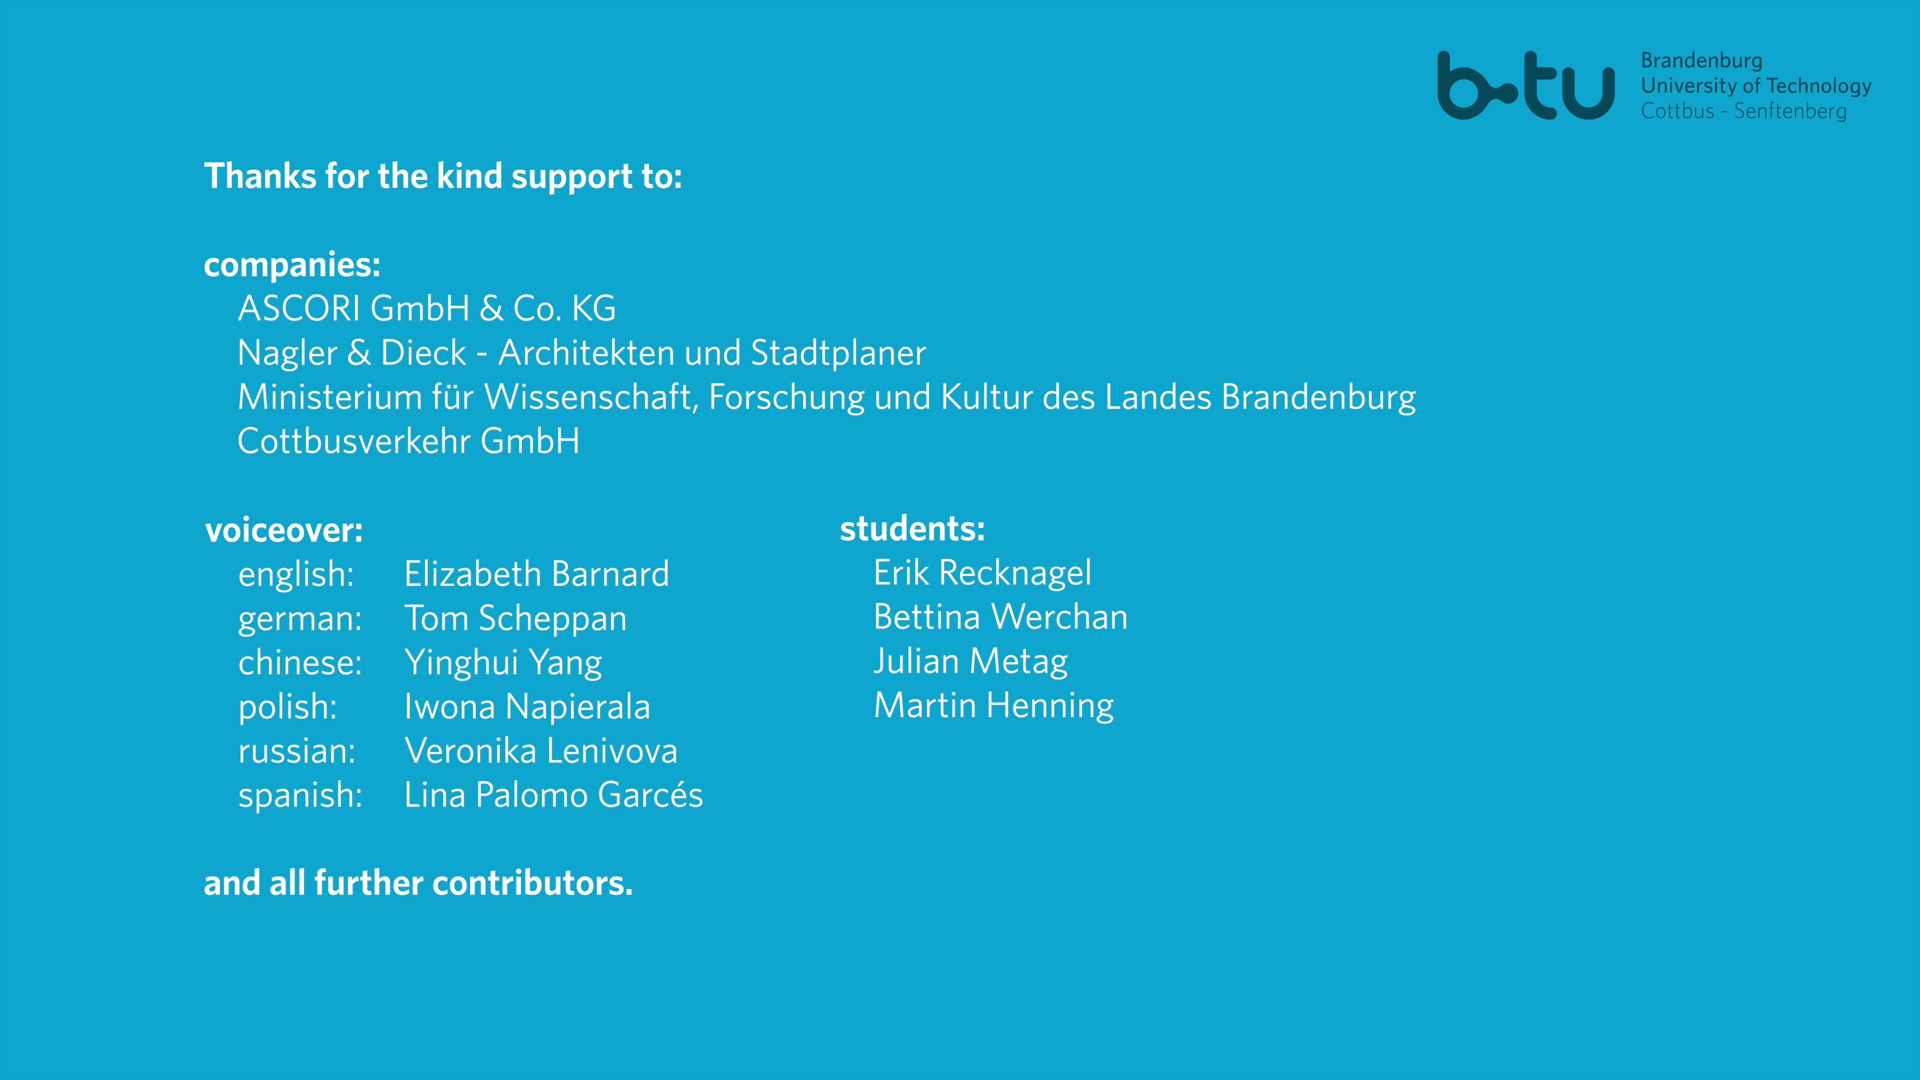 b-tu
Brandenburg
University of Technology
Cottbus - Senftenberg
Thanks for the kind support to:
companies:
ASCORI GmbH & Co. KG
Nagler & Dieck - Architekten und Stadtplaner
Ministerium für Wissenschaft, Forschung und Kultur des Landes Brandenburg
Cottbusverkehr GmbH
voiceover:
english: Elizabeth Barnard
german: Tom Scheppan
chinese: Yinghui Yang
polish: Iwona Napierala
russian: Veronika Lenivova
spanish: Lina Palomo Garcés
students:
Erik Recknagel
Bettina Werchan
Julian Metag
Martin Henning
and all further contributors.